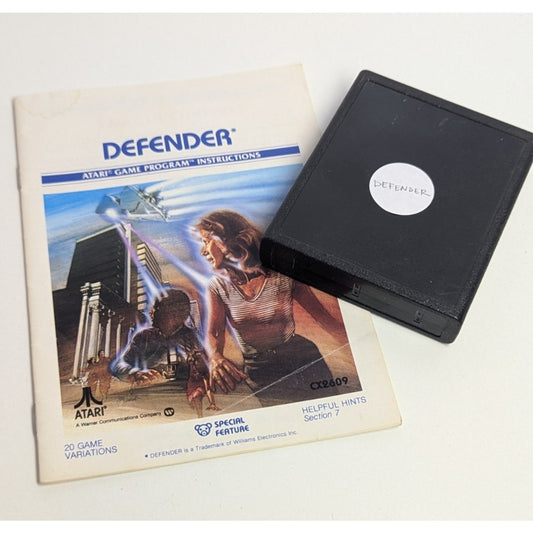 DEFENDER®
ATARI® GAME PROGRAM™ INSTRUCTIONS
DEFENDER
CX2609
ATARI®
A Warner Communications Company
20 GAME
VARIATIONS
SPECIAL
FEATURE
HELPFUL HINTS
Section 7
• DEFENDER is a Trademark of Williams Electronics Inc.